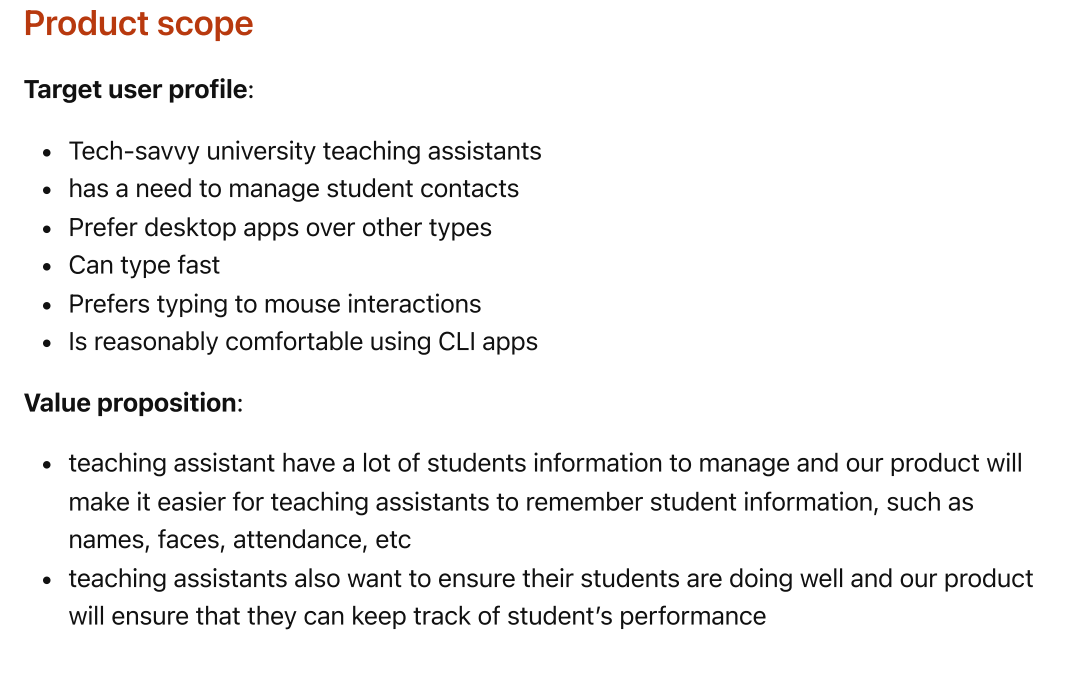 Product scope
Target user profile:
• Tech-savvy university teaching assistants
• has a need to manage student contacts
• Prefer desktop apps over other types
• Can type fast
• Prefers typing to mouse interactions
• Is reasonably comfortable using CLI apps
Value proposition:
• teaching assistant have a lot of students information to manage and our product will
make it easier for teaching assistants to remember student information, such as
names, faces, attendance, etc
• teaching assistants also want to ensure their students are doing well and our product
will ensure that they can keep track of student’s performance